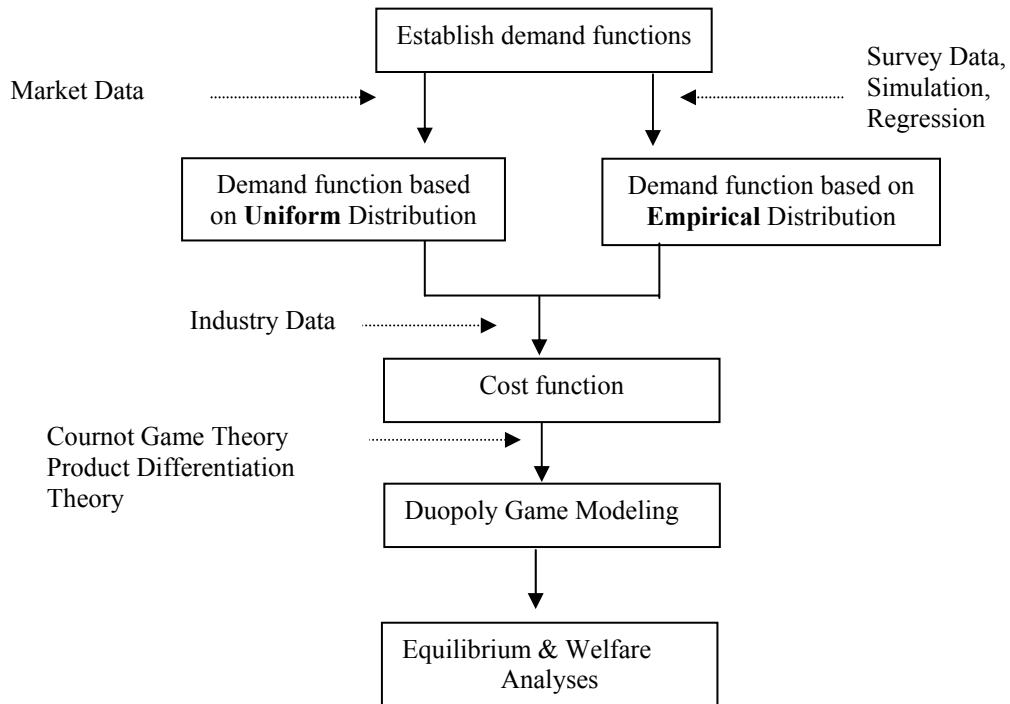 Establish demand functions
Market Data
Survey Data,
Simulation,
Regression
Demand function based
on Uniform Distribution
Demand function based on
Empirical Distribution
Industry Data
Cost function
Cournot Game Theory
Product Differentiation
Theory
Duopoly Game Modeling
Equilibrium & Welfare
Analyses